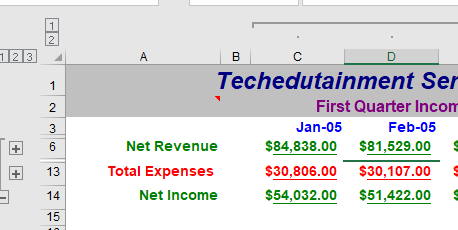 1
2
1 2 3
A B C D
1 Techedutainment Ser
2 First Quarter Incom
3 Jan-05 Feb-05
6 Net Revenue $84,838.00 $81,529.00 $
13 Total Expenses $30,806.00 $30,107.00 $
14 Net Income $54,032.00 $51,422.00 $
15